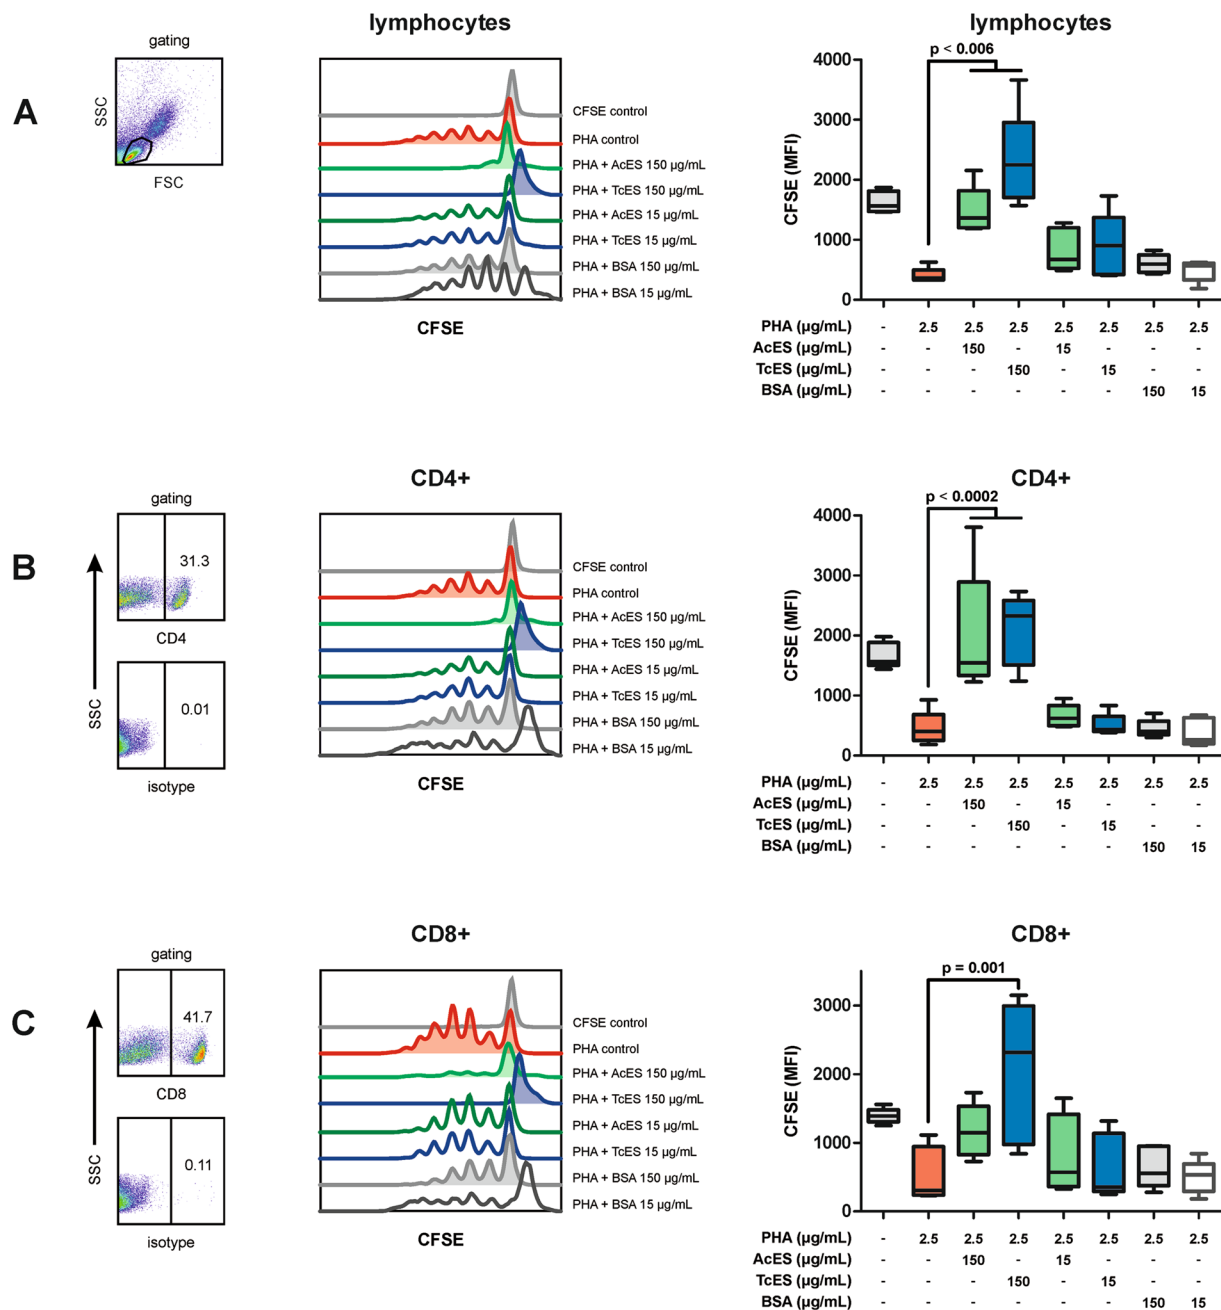 A
gating
SSC
FSC
lymphocytes
CFSE control
PHA control
PHA + AcES 150 µg/mL
PHA + TcES 150 µg/mL
PHA + AcES 15 µg/mL
PHA + TcES 15 µg/mL
PHA + BSA 150 µg/mL
PHA + BSA 15 µg/mL
CFSE
lymphocytes
p < 0.006
CFSE (MFI)
4000
3000
2000
1000
0
PHA (µg/mL) - 2.5 2.5 2.5 2.5 2.5 2.5 2.5
AcES (µg/mL) - - 150 - 15 - - -
TcES (µg/mL) - - - 150 - 15 - -
BSA (µg/mL) - - - - - - 150 15
B
gating
31.3
CD4
SSC
0.01
isotype
CD4+
CFSE control
PHA control
PHA + AcES 150 µg/mL
PHA + TcES 150 µg/mL
PHA + AcES 15 µg/mL
PHA + TcES 15 µg/mL
PHA + BSA 150 µg/mL
PHA + BSA 15 µg/mL
CFSE
CD4+
p < 0.0002
CFSE (MFI)
4000
3000
2000
1000
0
PHA (µg/mL) - 2.5 2.5 2.5 2.5 2.5 2.5 2.5
AcES (µg/mL) - - 150 - 15 - - -
TcES (µg/mL) - - - 150 - 15 - -
BSA (µg/mL) - - - - - - 150 15
C
gating
41.7
CD8
SSC
0.11
isotype
CD8+
CFSE control
PHA control
PHA + AcES 150 µg/mL
PHA + TcES 150 µg/mL
PHA + AcES 15 µg/mL
PHA + TcES 15 µg/mL
PHA + BSA 150 µg/mL
PHA + BSA 15 µg/mL
CFSE
CD8+
p = 0.001
CFSE (MFI)
3000
2000
1000
0
PHA (µg/mL) - 2.5 2.5 2.5 2.5 2.5 2.5 2.5
AcES (µg/mL) - - 150 - 15 - - -
TcES (µg/mL) - - - 150 - 15 - -
BSA (µg/mL) - - - - - - 150 15